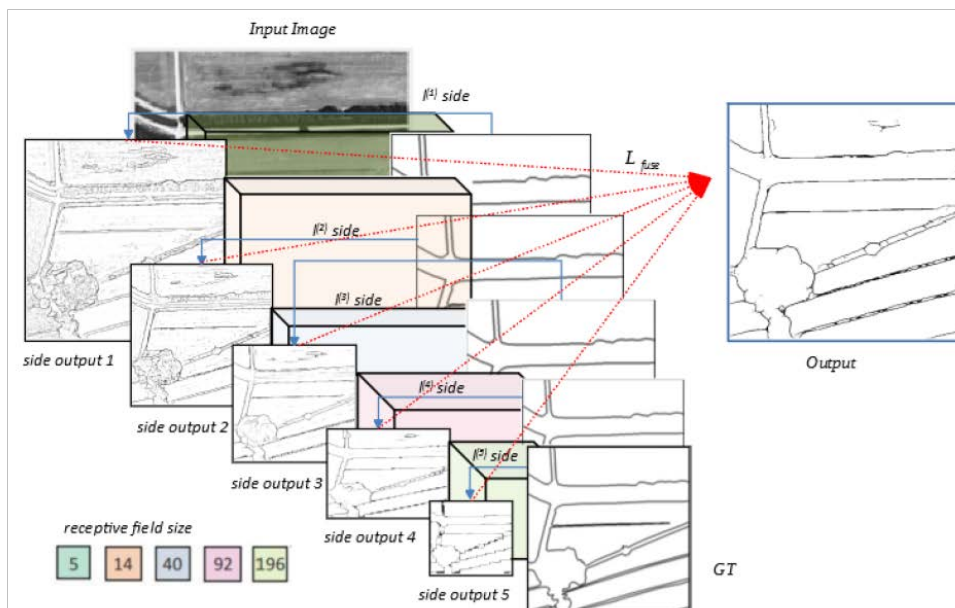 Input Image
l⁽¹⁾ side
L fuse
l⁽²⁾ side
l⁽³⁾ side
side output 1
Output
l⁽⁴⁾ side
side output 2
l⁽⁵⁾ side
side output 3
receptive field size
side output 4
5 14 40 92 196
GT
side output 5